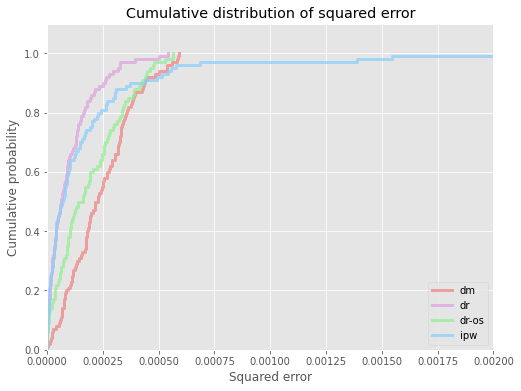 Cumulative distribution of squared error
Cumulative probability
1.0
0.8
0.6
0.4
0.2
0.0
0.00000 0.00025 0.00050 0.00075 0.00100 0.00125 0.00150 0.00175 0.00200
Squared error
dm
dr
dr-os
ipw